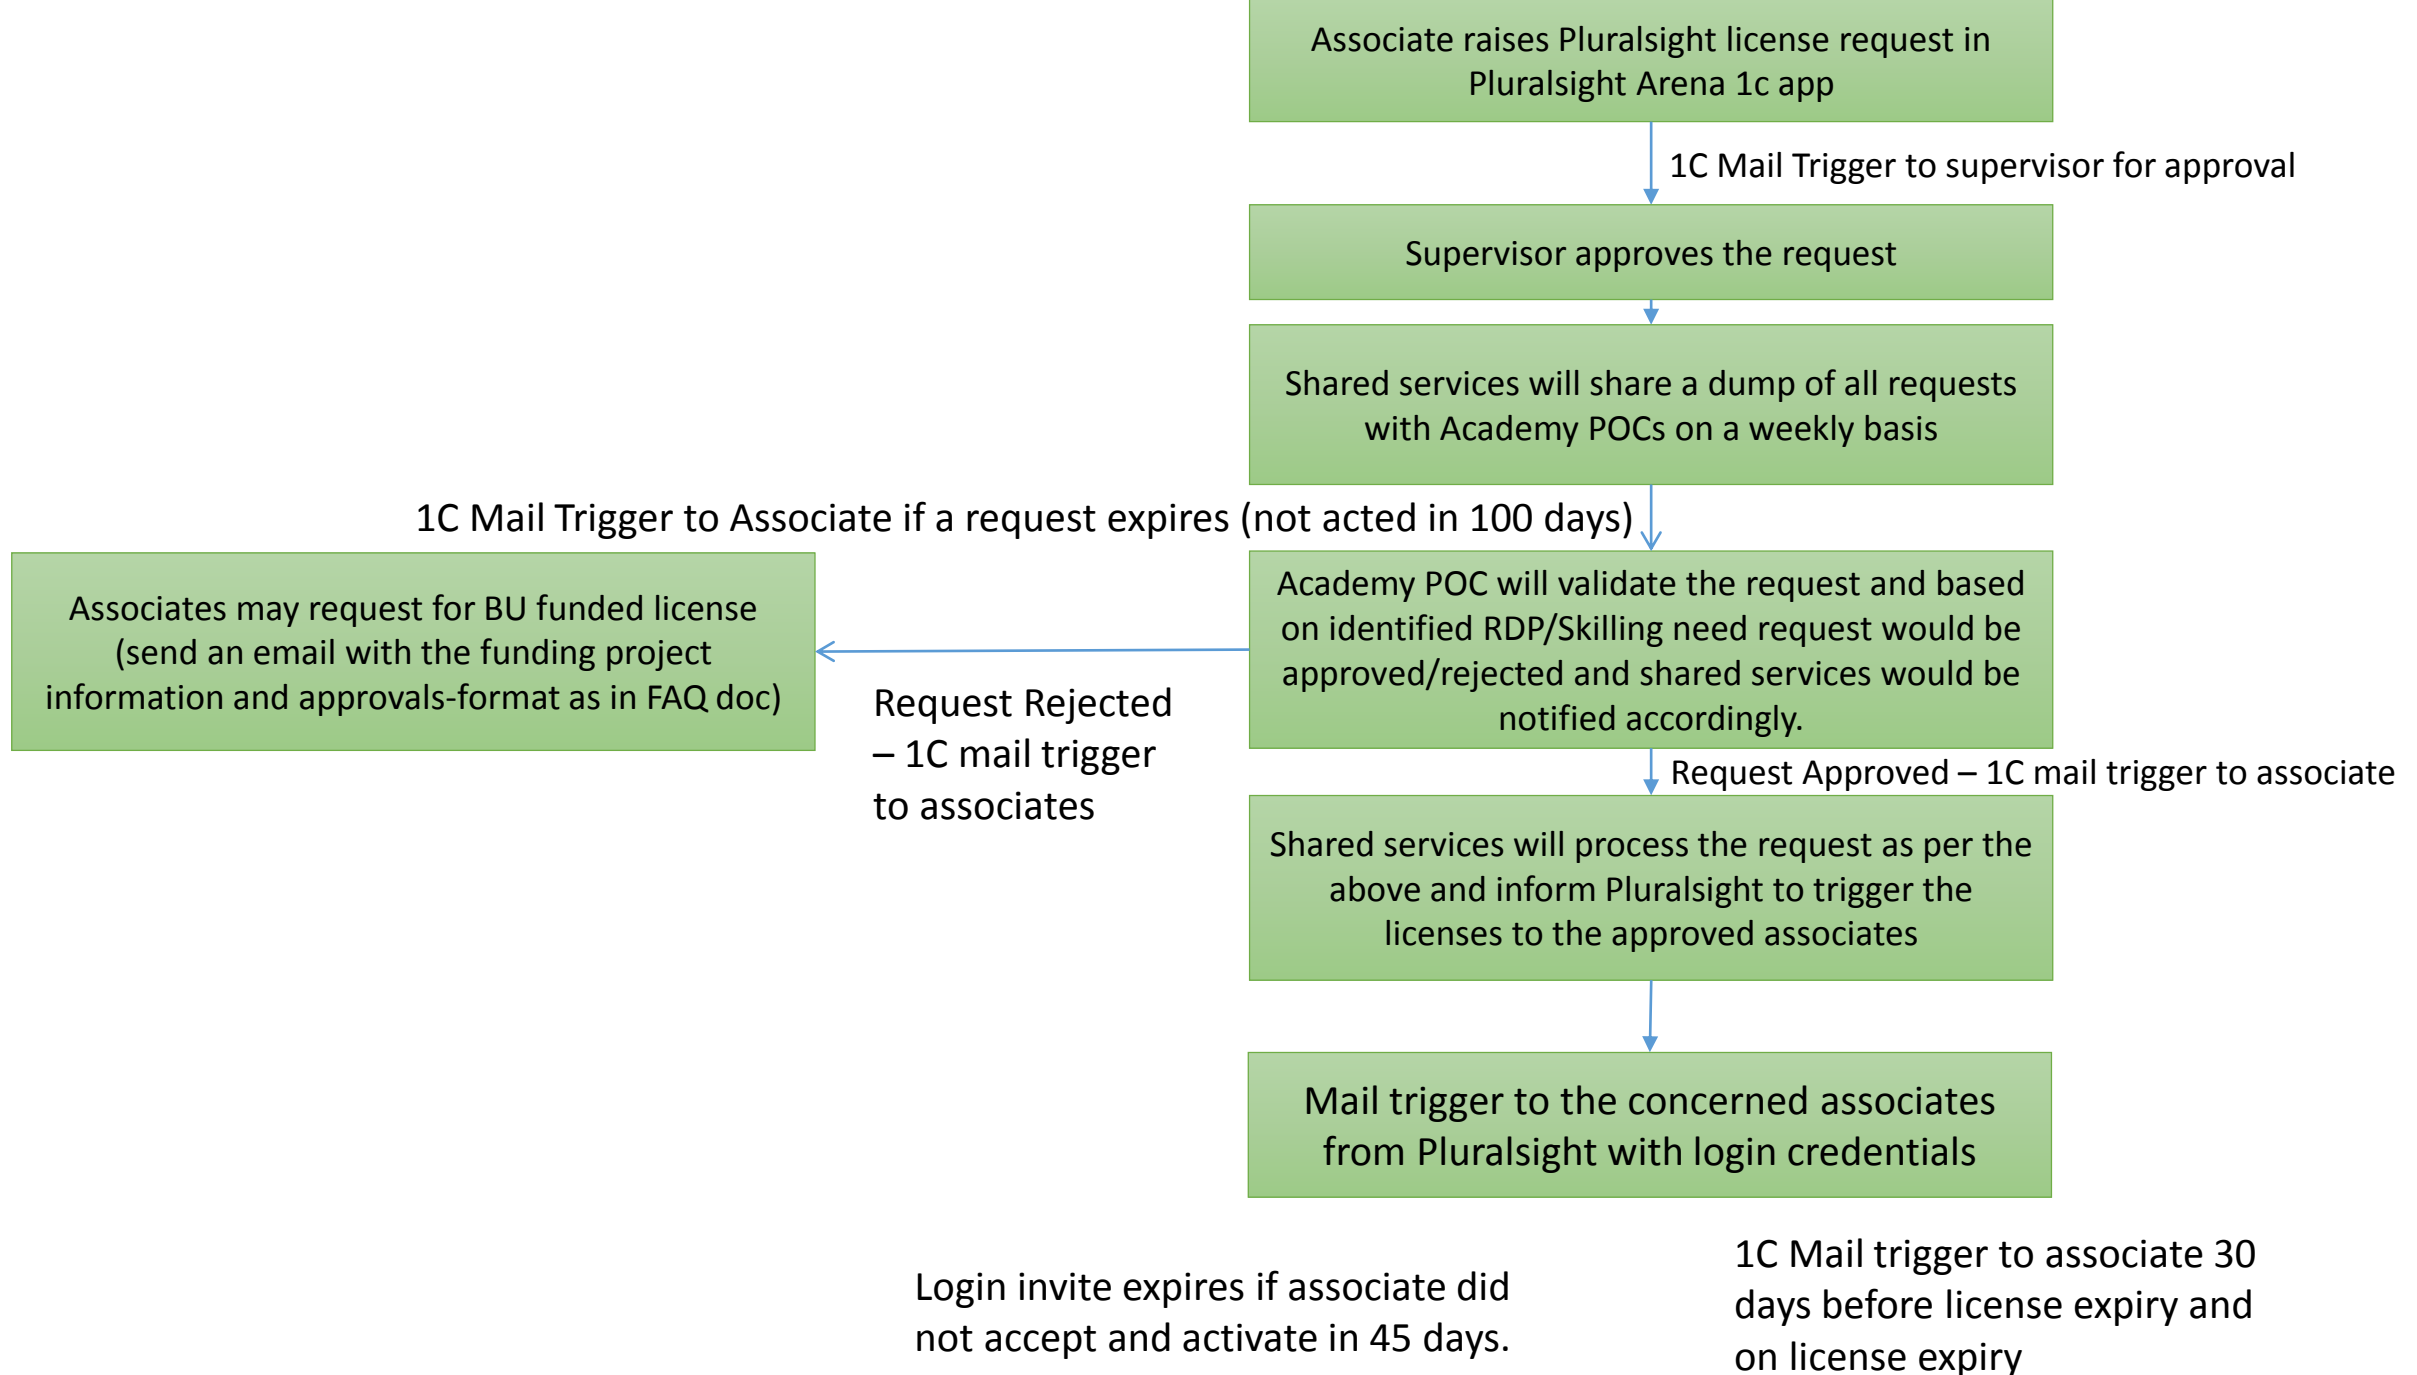 Associate raises Pluralsight license request in
Pluralsight Arena 1c app
1C Mail Trigger to supervisor for approval
Supervisor approves the request
Shared services will share a dump of all requests
with Academy POCs on a weekly basis
1C Mail Trigger to Associate if a request expires (not acted in 100 days)
Associates may request for BU funded license
(send an email with the funding project
information and approvals-format as in FAQ doc)
Academy POC will validate the request and based
on identified RDP/Skilling need request would be
approved/rejected and shared services would be
notified accordingly.
Request Rejected
– 1C mail trigger
to associates
Request Approved – 1C mail trigger to associate
Shared services will process the request as per the
above and inform Pluralsight to trigger the
licenses to the approved associates
Mail trigger to the concerned associates
from Pluralsight with login credentials
Login invite expires if associate did
not accept and activate in 45 days.
1C Mail trigger to associate 30
days before license expiry and
on license expiry